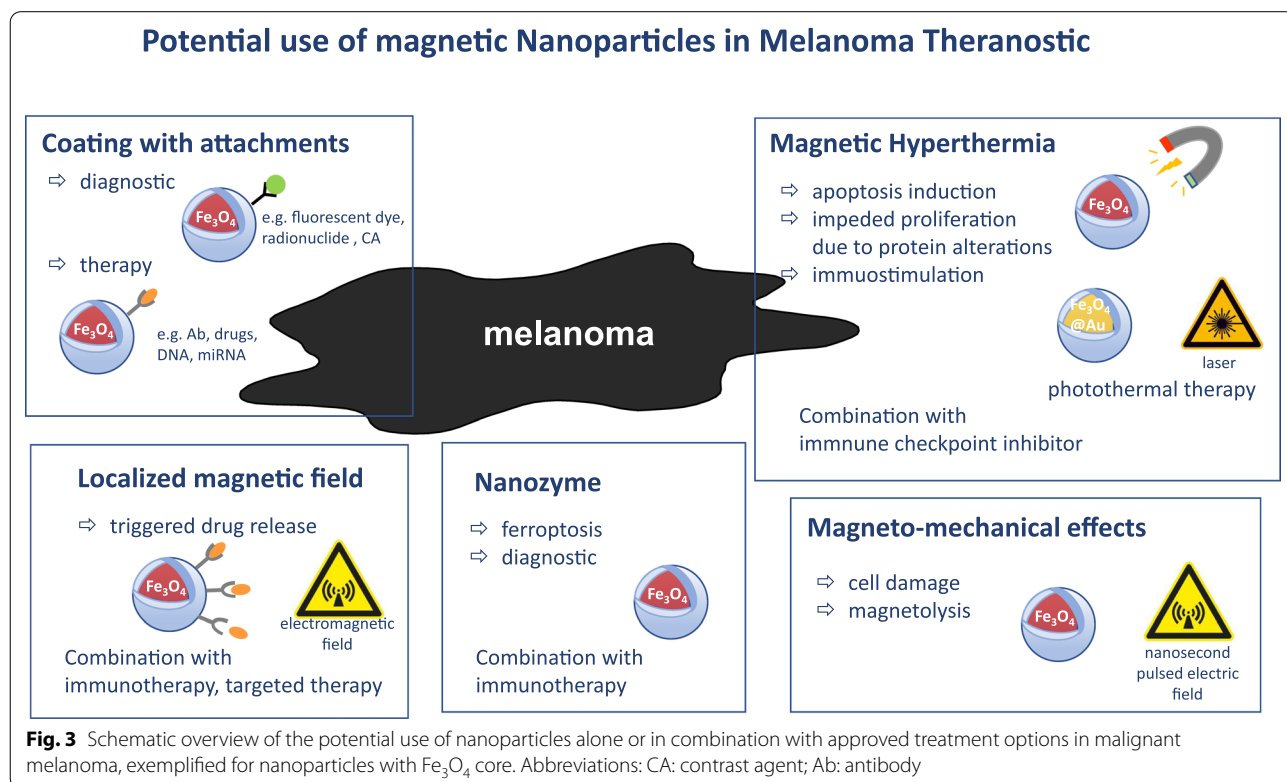 Potential use of magnetic Nanoparticles in Melanoma Theranostic
Coating with attachments
⇨ diagnostic
Fe₃O₄
e.g. fluorescent dye,
radionuclide , CA
⇨ therapy
Fe₃O₄
e.g. Ab, drugs,
DNA, miRNA
melanoma
Magnetic Hyperthermia
⇨ apoptosis induction
⇨ impeded proliferation
due to protein alterations
⇨ immuostimulation
Fe₃O₄
Fe₃O₄
@Au
laser
photothermal therapy
Combination with
immnune checkpoint inhibitor
Localized magnetic field
⇨ triggered drug release
Fe₃O₄
electromagnetic
field
Combination with
immunotherapy, targeted therapy
Nanozyme
⇨ ferroptosis
⇨ diagnostic
Fe₃O₄
Combination with
immunotherapy
Magneto-mechanical effects
⇨ cell damage
⇨ magnetolysis
Fe₃O₄
nanosecond
pulsed electric
field
Fig. 3 Schematic overview of the potential use of nanoparticles alone or in combination with approved treatment options in malignant
melanoma, exemplified for nanoparticles with Fe₃O₄ core. Abbreviations: CA: contrast agent; Ab: antibody